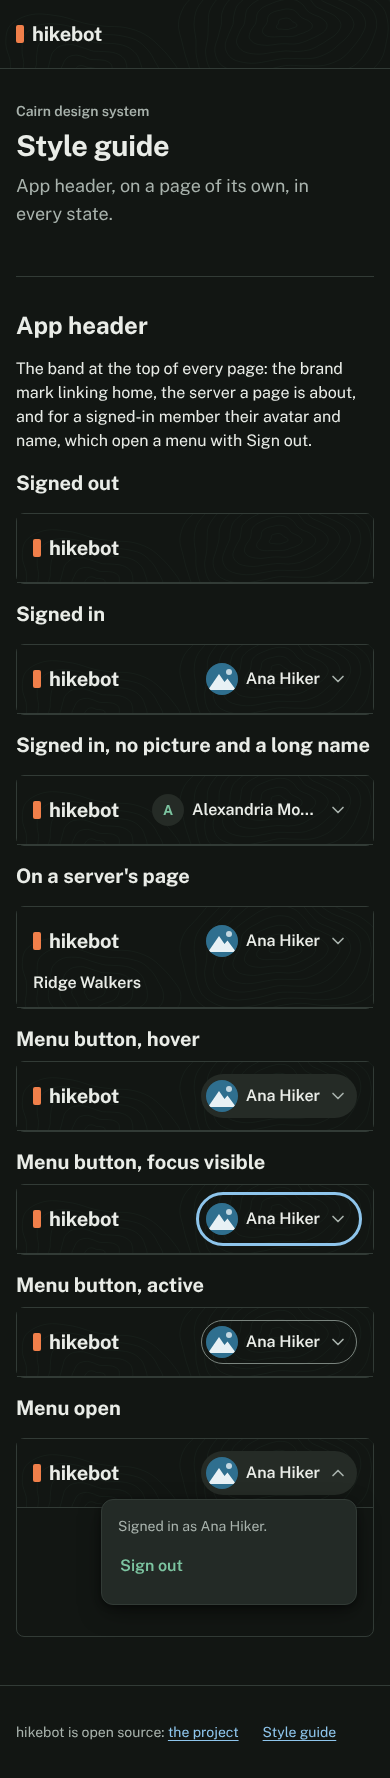 hikebot
Cairn design system
Style guide
App header, on a page of its own, in
every state.
App header
The band at the top of every page: the brand
mark linking home, the server a page is about,
and for a signed-in member their avatar and
name, which open a menu with Sign out.
Signed out
hikebot
Signed in
hikebot Ana Hiker
Signed in, no picture and a long name
hikebot A Alexandria Mo...
On a server's page
hikebot Ana Hiker
Ridge Walkers
Menu button, hover
hikebot Ana Hiker
Menu button, focus visible
hikebot Ana Hiker
Menu button, active
hikebot Ana Hiker
Menu open
hikebot Ana Hiker
Signed in as Ana Hiker.
Sign out
hikebot is open source: the project Style guide